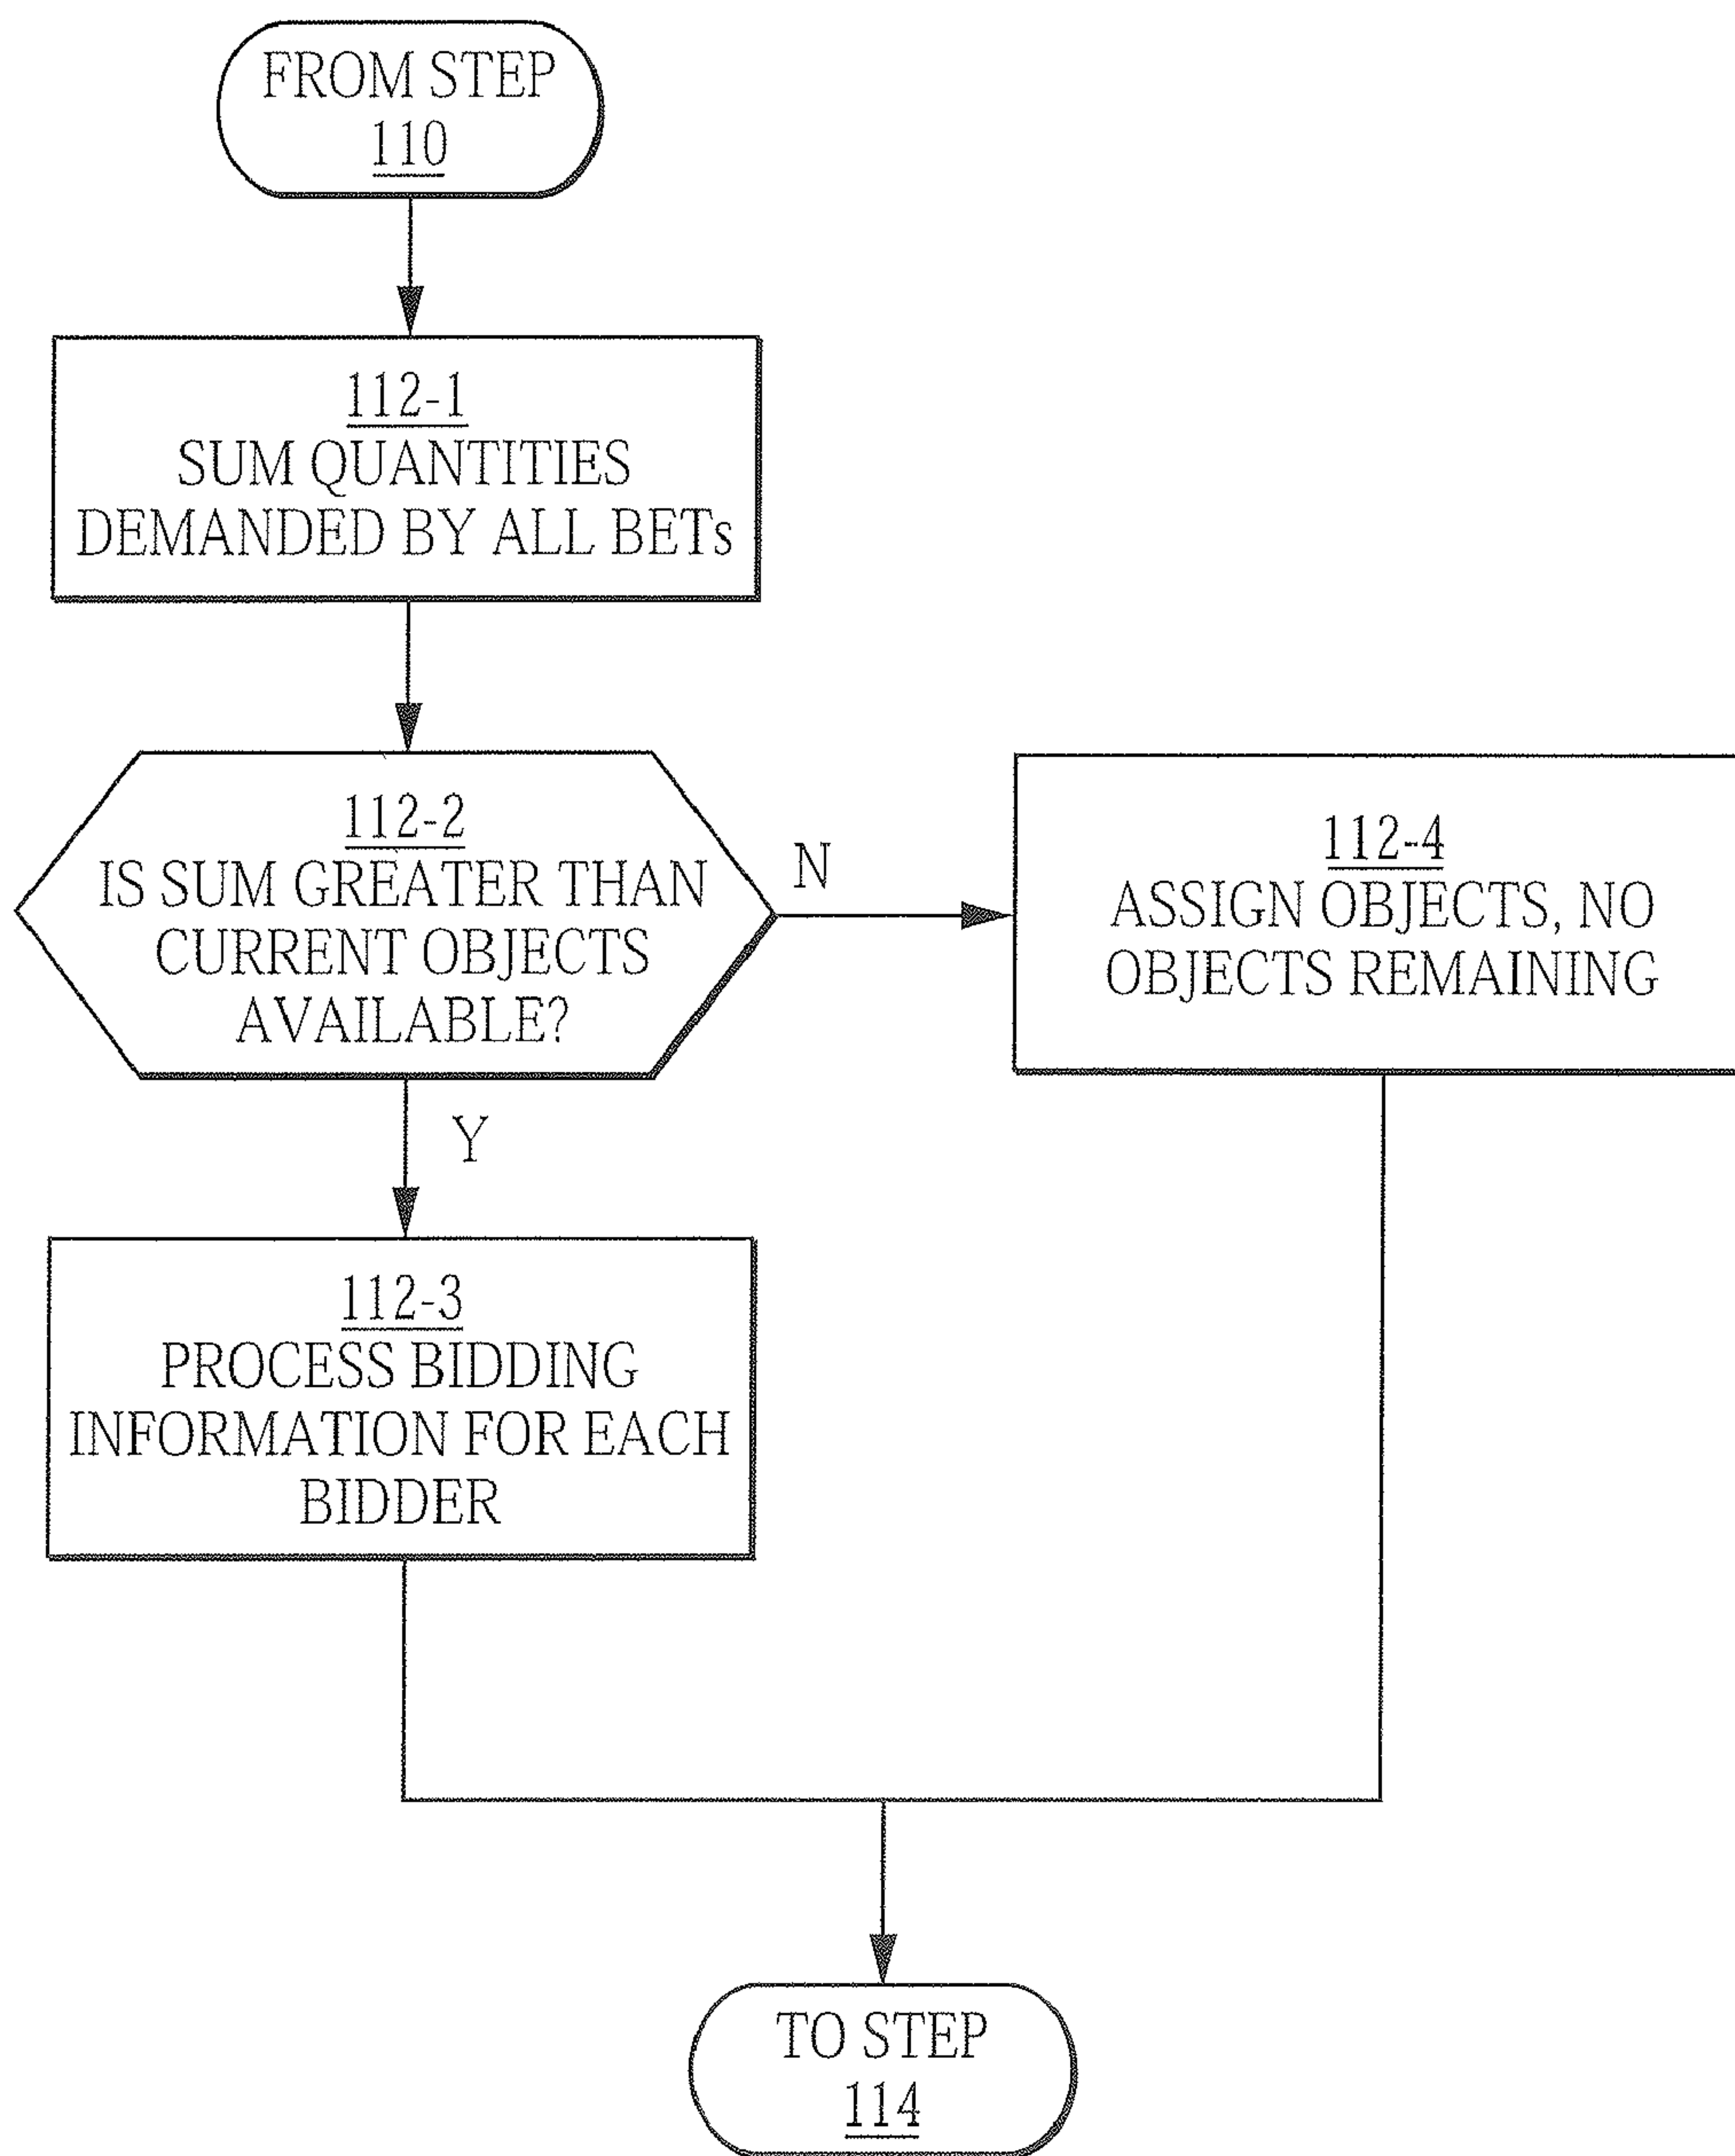 FROM STEP
110
112-1
SUM QUANTITIES
DEMANDED BY ALL BETs
112-2
IS SUM GREATER THAN
CURRENT OBJECTS
AVAILABLE?
N
112-4
ASSIGN OBJECTS, NO
OBJECTS REMAINING
Y
112-3
PROCESS BIDDING
INFORMATION FOR EACH
BIDDER
TO STEP
114